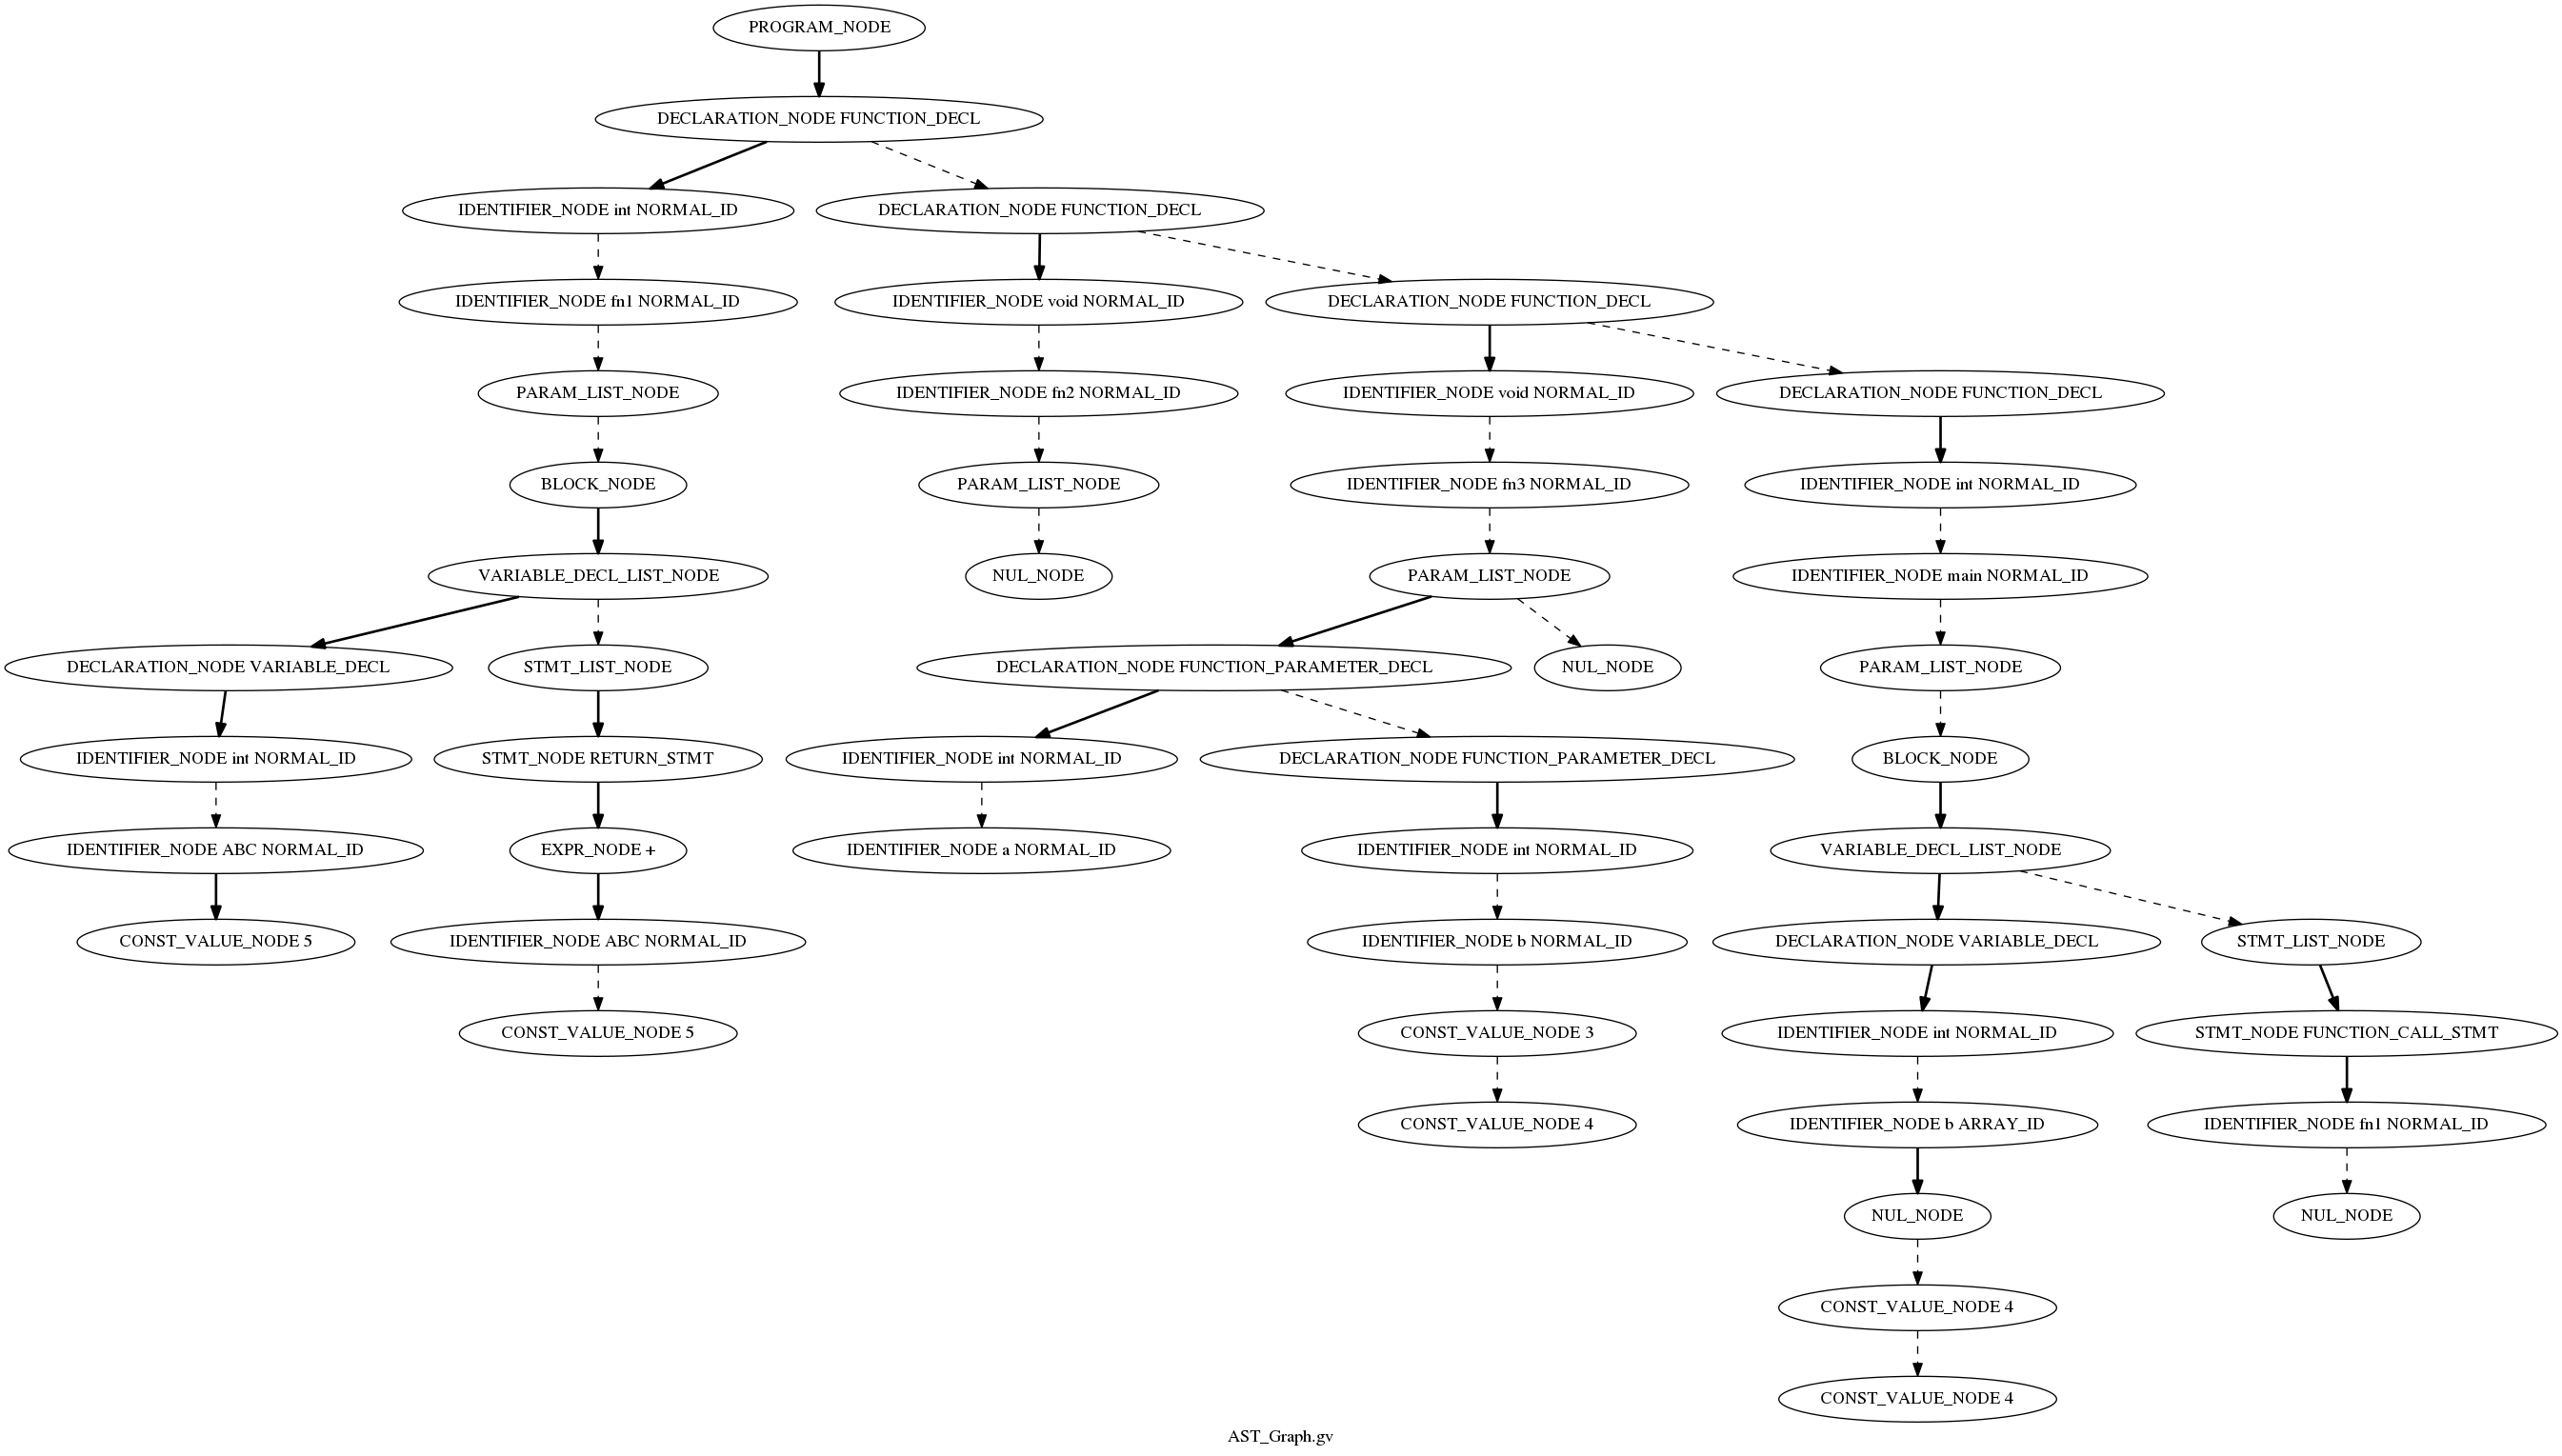 PROGRAM_NODE
DECLARATION_NODE FUNCTION_DECL
IDENTIFIER_NODE int NORMAL_ID
DECLARATION_NODE FUNCTION_DECL
IDENTIFIER_NODE fn1 NORMAL_ID
IDENTIFIER_NODE void NORMAL_ID
DECLARATION_NODE FUNCTION_DECL
PARAM_LIST_NODE
IDENTIFIER_NODE fn2 NORMAL_ID
IDENTIFIER_NODE void NORMAL_ID
DECLARATION_NODE FUNCTION_DECL
BLOCK_NODE
PARAM_LIST_NODE
IDENTIFIER_NODE fn3 NORMAL_ID
IDENTIFIER_NODE int NORMAL_ID
VARIABLE_DECL_LIST_NODE
NUL_NODE
PARAM_LIST_NODE
IDENTIFIER_NODE main NORMAL_ID
DECLARATION_NODE VARIABLE_DECL
STMT_LIST_NODE
DECLARATION_NODE FUNCTION_PARAMETER_DECL
NUL_NODE
PARAM_LIST_NODE
IDENTIFIER_NODE int NORMAL_ID
STMT_NODE RETURN_STMT
IDENTIFIER_NODE int NORMAL_ID
DECLARATION_NODE FUNCTION_PARAMETER_DECL
BLOCK_NODE
IDENTIFIER_NODE ABC NORMAL_ID
EXPR_NODE +
IDENTIFIER_NODE a NORMAL_ID
IDENTIFIER_NODE int NORMAL_ID
VARIABLE_DECL_LIST_NODE
CONST_VALUE_NODE 5
IDENTIFIER_NODE ABC NORMAL_ID
IDENTIFIER_NODE b NORMAL_ID
DECLARATION_NODE VARIABLE_DECL
STMT_LIST_NODE
CONST_VALUE_NODE 5
CONST_VALUE_NODE 3
IDENTIFIER_NODE int NORMAL_ID
STMT_NODE FUNCTION_CALL_STMT
CONST_VALUE_NODE 4
IDENTIFIER_NODE b ARRAY_ID
IDENTIFIER_NODE fn1 NORMAL_ID
NUL_NODE
NUL_NODE
CONST_VALUE_NODE 4
CONST_VALUE_NODE 4
AST_Graph.gv